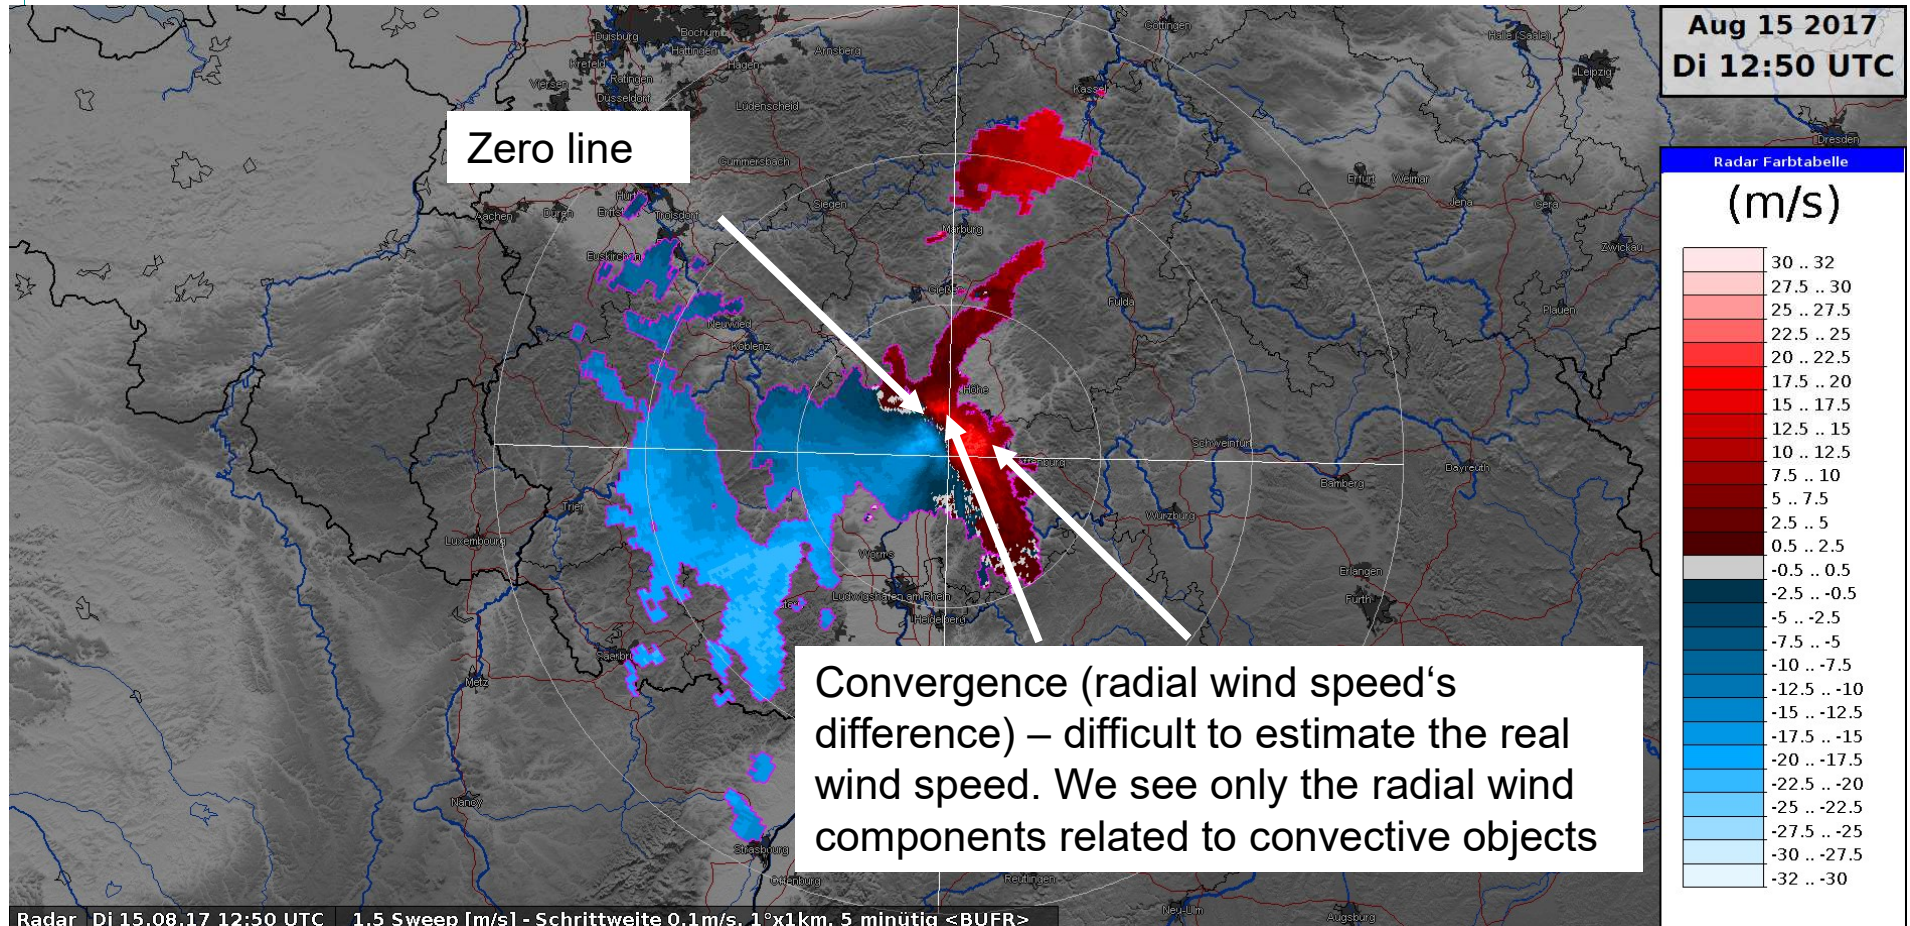 Aug 15 2017
Di 12:50 UTC
Radar Farbtabelle
(m/s)
30 .. 32
27.5 .. 30
25 .. 27.5
22.5 .. 25
20 .. 22.5
17.5 .. 20
15 .. 17.5
12.5 .. 15
10 .. 12.5
7.5 .. 10
5 .. 7.5
2.5 .. 5
0.5 .. 2.5
-0.5 .. 0.5
-2.5 .. -0.5
-5 .. -2.5
-7.5 .. -5
-10 .. -7.5
-12.5 .. -10
-15 .. -12.5
-17.5 .. -15
-20 .. -17.5
-22.5 .. -20
-25 .. -22.5
-27.5 .. -25
-30 .. -27.5
-32 .. -30
Zero line
Convergence (radial wind speed‘s
difference) – difficult to estimate the real
wind speed. We see only the radial wind
components related to convective objects
Duisburg
Bochum
Hattingen
Hagen
Krefeld
Ratingen
Viersen
Düsseldorf
Lüdenscheid
Arnsberg
Göttingen
Halle (Saale)
Leipzig
Dresden
Kassel
Gummersbach
Siegen
Aachen
Düren
Troisdorf
Euskirchen
Marburg
Erfurt
Weimar
Jena
Gera
Zwickau
Plauen
Fulda
Neuwied
Koblenz
Höhe
Schweinfurt
Bayreuth
Bamberg
Würzburg
Trier
Luxembourg
Worms
Ludwigshafen am Rhein
Heidelberg
Erlangen
Fürth
Saarbrü
Metz
Nancy
Strasbourg
Offenburg
Reutlingen
Neu-Ulm
Augsburg
Radar Di 15.08.17 12:50 UTC 1.5 Sweep [m/s] - Schrittweite 0.1m/s, 1°x1km, 5 minütig <BUFR>